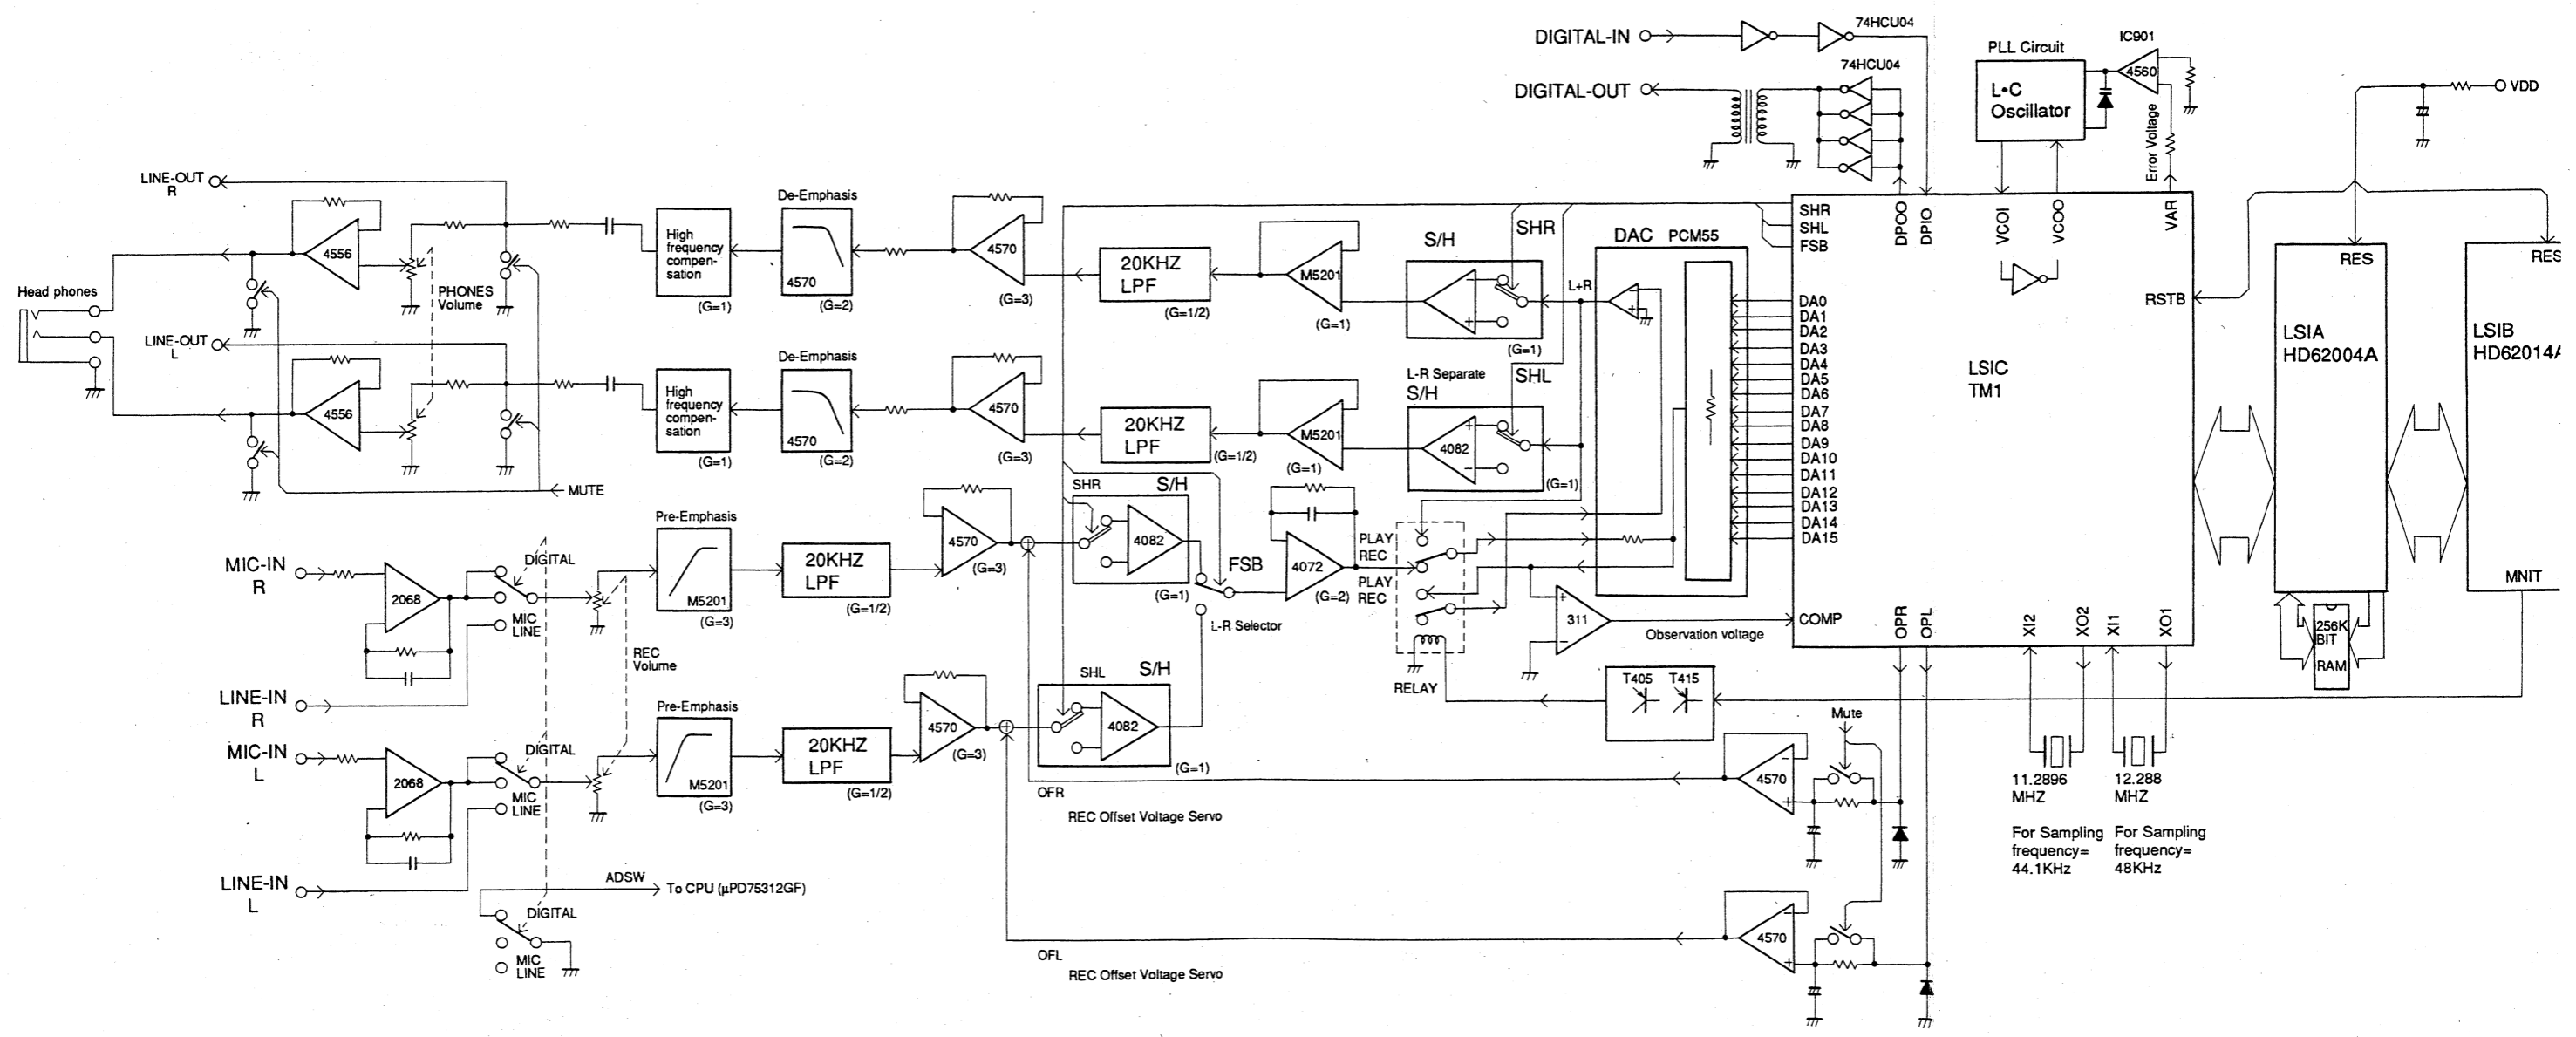 DIGITAL-IN
74HCU04
DIGITAL-OUT
74HCU04
PLL Circuit
L•C
Oscillator
IC901
4560
Error Voltage
VDD
LINE-OUT
R
4556
PHONES
Volume
High
frequency
compen-
sation
(G=1)
De-Emphasis
4570
(G=2)
4570
(G=3)
20KHZ
LPF
(G=1/2)
M5201
(G=1)
S/H
SHR
(G=1)
L+R
DAC PCM55
Head phones
LINE-OUT
L
4556
High
frequency
compen-
sation
(G=1)
De-Emphasis
4570
(G=2)
4570
(G=3)
20KHZ
LPF
(G=1/2)
M5201
(G=1)
L-R Separate
S/H
SHL
4082
(G=1)
MUTE
SHR
SHL
FSB
DPOO
DPIO
VCOI
VCOO
VAR
RSTB
DA0
DA1
DA2
DA3
DA4
DA5
DA6
DA7
DA8
DA9
DA10
DA11
DA12
DA13
DA14
DA15
COMP
OPR
OPL
XI2
XO2
XI1
XO1
LSIC
TM1
RES
LSIA
HD62004A
RES
LSIB
HD62014A
MNIT
256K
BIT
RAM
MIC-IN
R
2068
DIGITAL
MIC
LINE
LINE-IN
R
REC
Volume
Pre-Emphasis
M5201
(G=3)
20KHZ
LPF
(G=1/2)
4570
(G=3)
SHR
S/H
4082
(G=1)
FSB
L-R Selector
4072
(G=2)
PLAY
REC
PLAY
REC
RELAY
311
Observation voltage
T405
T415
MIC-IN
L
2068
DIGITAL
MIC
LINE
LINE-IN
L
Pre-Emphasis
M5201
(G=3)
20KHZ
LPF
(G=1/2)
4570
(G=3)
SHL
S/H
4082
(G=1)
Mute
4570
OFR
REC Offset Voltage Servo
4570
OFL
REC Offset Voltage Servo
ADSW
To CPU (μPD75312GF)
DIGITAL
MIC
LINE
11.2896
MHZ
For Sampling
frequency=
44.1KHz
12.288
MHZ
For Sampling
frequency=
48KHz